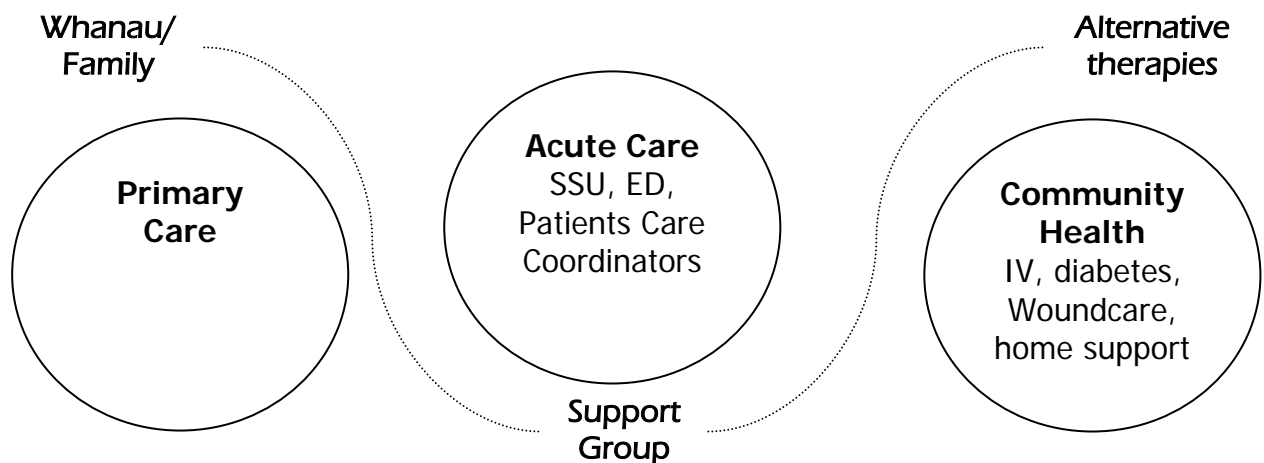 Whanau/
Family
Alternative
therapies
Primary
Care
Acute Care
SSU, ED,
Patients Care
Coordinators
Community
Health
IV, diabetes,
Woundcare,
home support
Support
Group